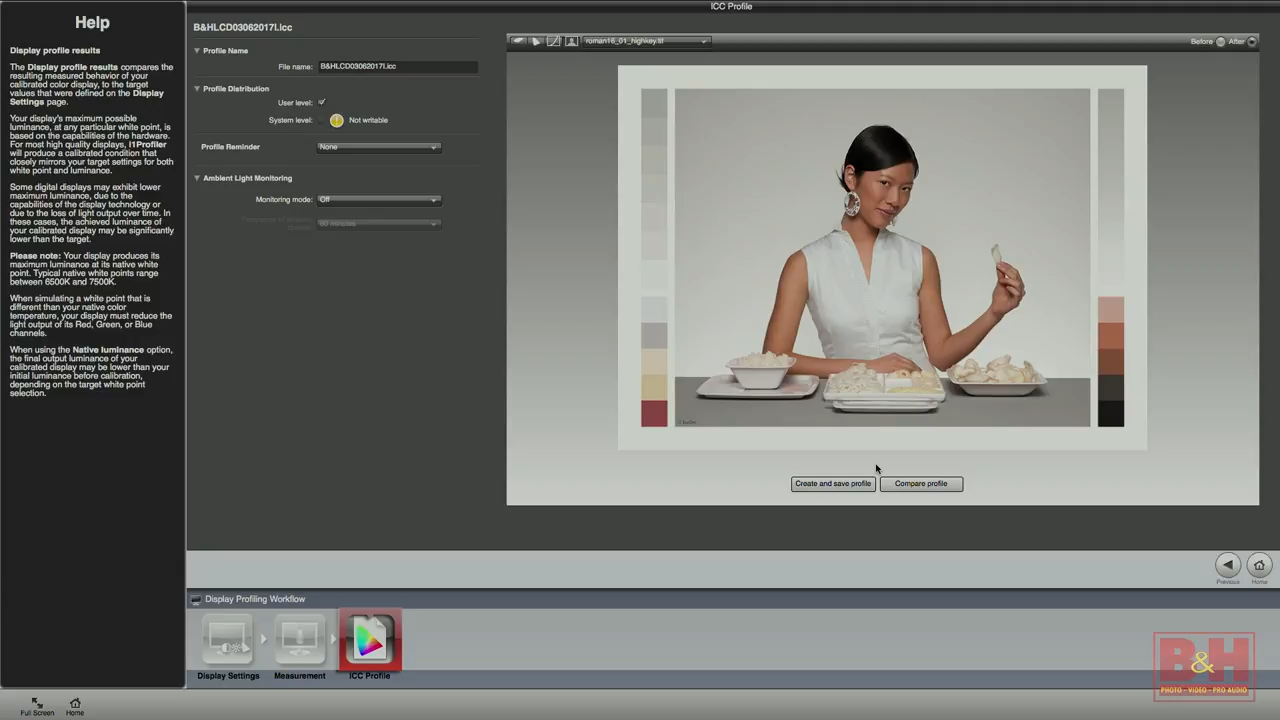 ICC Profile
Help
Display profile results
The Display profile results compares the
resulting measured behavior of your
calibrated color display, to the target
values that were defined on the Display
Settings page.
Your display's maximum possible
luminance, at any particular white point, is
based on the capabilities of the hardware.
For most high quality displays, i1Profiler
will produce a calibrated condition that
closely mirrors your target settings for both
white point and luminance.
Some digital displays may exhibit lower
maximum luminance, due to the
capabilities of the display technology or
due to the loss of light output over time. In
these cases, the achieved luminance of
your calibrated display may be significantly
lower than the target.
Please note: Your display produces its
maximum luminance at its native white
point. Typical native white points range
between 6500K and 7500K.
When simulating a white point that is
different than your native color
temperature, your display must reduce the
light output of its Red, Green, or Blue
channels.
When using the Native luminance option,
the final output luminance of your
calibrated display may be lower than your
initial luminance before calibration,
depending on the target white point
selection.
B&HLCD03062017I.icc
Profile Name
File name: B&HLCD03062017I.icc
Profile Distribution
User level:
System level: Not writable
Profile Reminder None
Ambient Light Monitoring
Monitoring mode: Off
60 minutes
roman16_01_highkey.tif
Before After
Create and save profile Compare profile
Previous Home
Display Profiling Workflow
Display Settings Measurement ICC Profile
Full Screen Home
B&H
PHOTO - VIDEO - PRO AUDIO